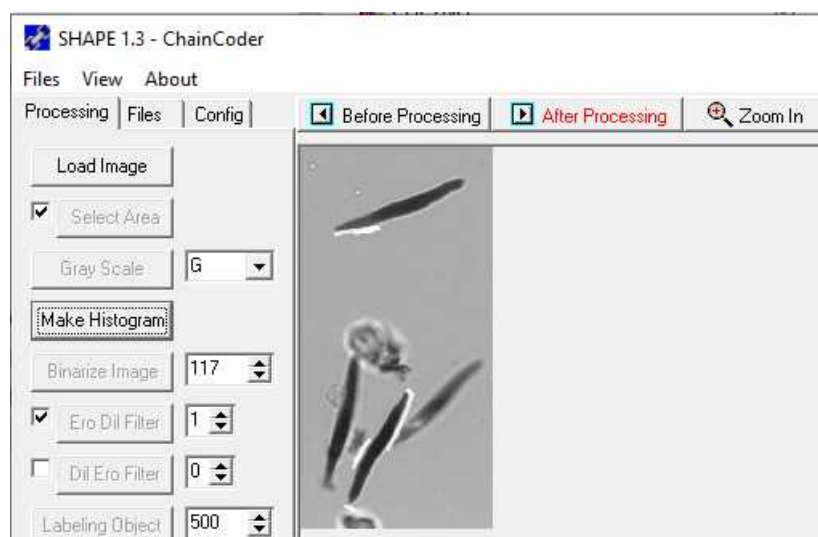 SHAPE 1.3 - ChainCoder
Files View About
Processing Files Config Before Processing After Processing Zoom In
Load Image
Select Area
Gray Scale G
Make Histogram
Binarize Image 117
Ero Dil Filter 1
Dil Ero Filter 0
Labeling Object 500